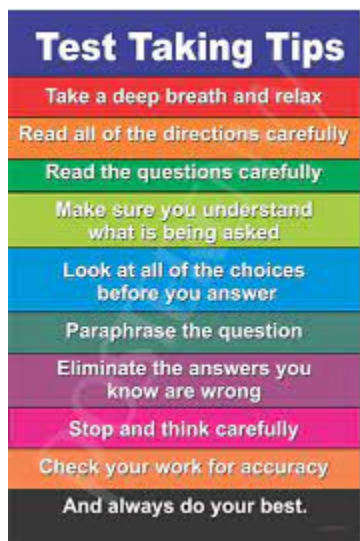 Test Taking Tips
Take a deep breath and relax
Read all of the directions carefully
Read the questions carefully
Make sure you understand
what is being asked
Look at all of the choices
before you answer
Paraphrase the question
Eliminate the answers you
know are wrong
Stop and think carefully
Check your work for accuracy
And always do your best.